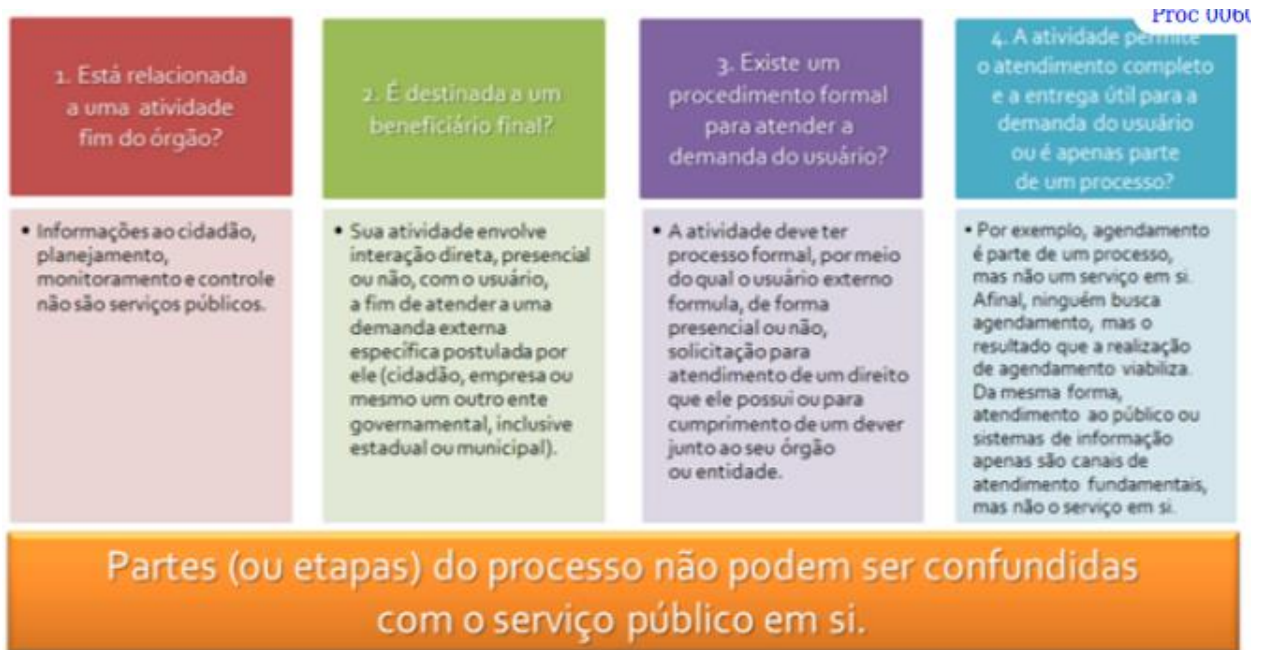 Proc 0060
1. Está relacionada
a uma atividade
fim do órgão?
• Informações ao cidadão,
planejamento,
monitoramento e controle
não são serviços públicos.
2. É destinada a um
beneficiário final?
• Sua atividade envolve
interação direta, presencial
ou não, com o usuário,
a fim de atender a uma
demanda externa
específica postulada por
ele (cidadão, empresa ou
mesmo um outro ente
governamental, inclusive
estadual ou municipal).
3. Existe um
procedimento formal
para atender a
demanda do usuário?
• A atividade deve ter
processo formal, por meio
do qual o usuário externo
formula, de forma
presencial ou não,
solicitação para
atendimento de um direito
que ele possui ou para
cumprimento de um dever
junto ao seu órgão
ou entidade.
4. A atividade permite
o atendimento completo
e a entrega útil para a
demanda do usuário
ou é apenas parte
de um processo?
• Por exemplo, agendamento
é parte de um processo,
mas não um serviço em si.
Afinal, ninguém busca
agendamento, mas o
resultado que a realização
de agendamento viabiliza.
Da mesma forma,
atendimento ao público ou
sistemas de informação
apenas são canais de
atendimento fundamentais,
mas não o serviço em si.
Partes (ou etapas) do processo não podem ser confundidas
com o serviço público em si.